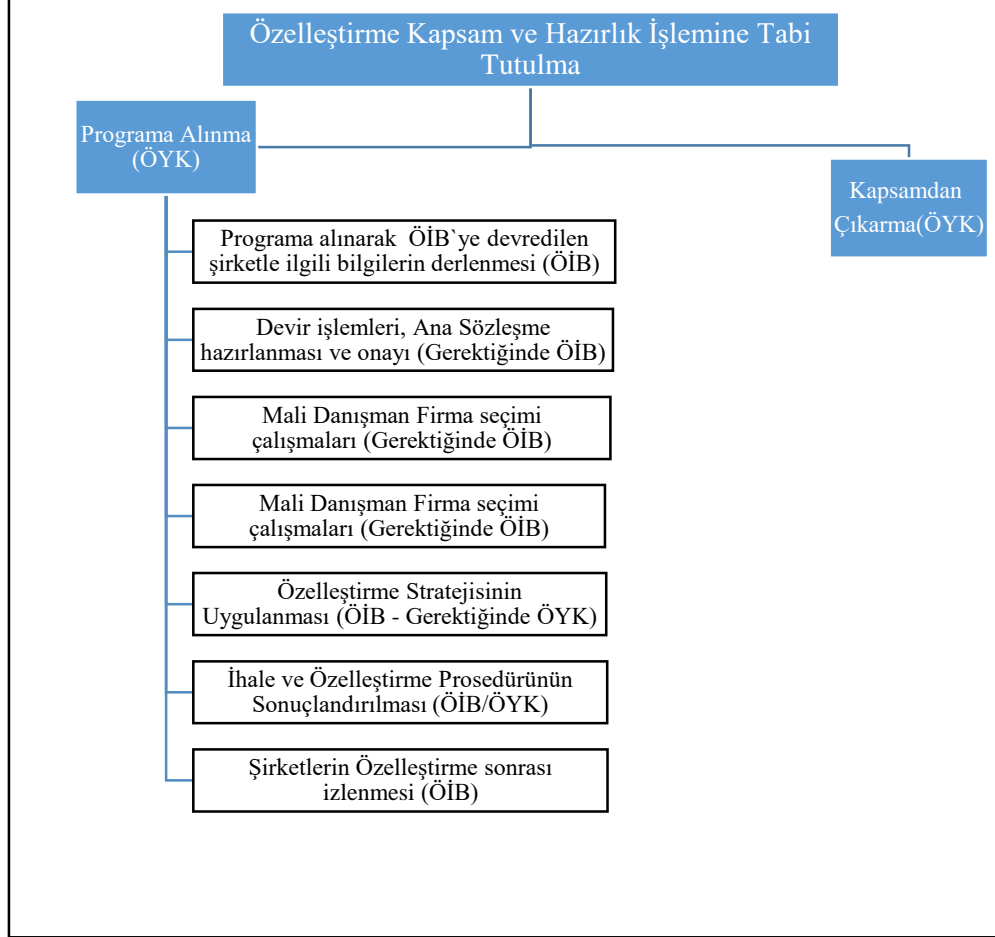 Özelleştirme Kapsam ve Hazırlık İşlemine Tabi
Tutulma
Programa Alınma
(ÖYK)
Kapsamdan
Çıkarma(ÖYK)
Programa alınarak ÖİB`ye devredilen
şirketle ilgili bilgilerin derlenmesi (ÖİB)
Devir işlemleri, Ana Sözleşme
hazırlanması ve onayı (Gerektiğinde ÖİB)
Mali Danışman Firma seçimi
çalışmaları (Gerektiğinde ÖİB)
Mali Danışman Firma seçimi
çalışmaları (Gerektiğinde ÖİB)
Özelleştirme Stratejisinin
Uygulanması (ÖİB - Gerektiğinde ÖYK)
İhale ve Özelleştirme Prosedürünün
Sonuçlandırılması (ÖİB/ÖYK)
Şirketlerin Özelleştirme sonrası
izlenmesi (ÖİB)